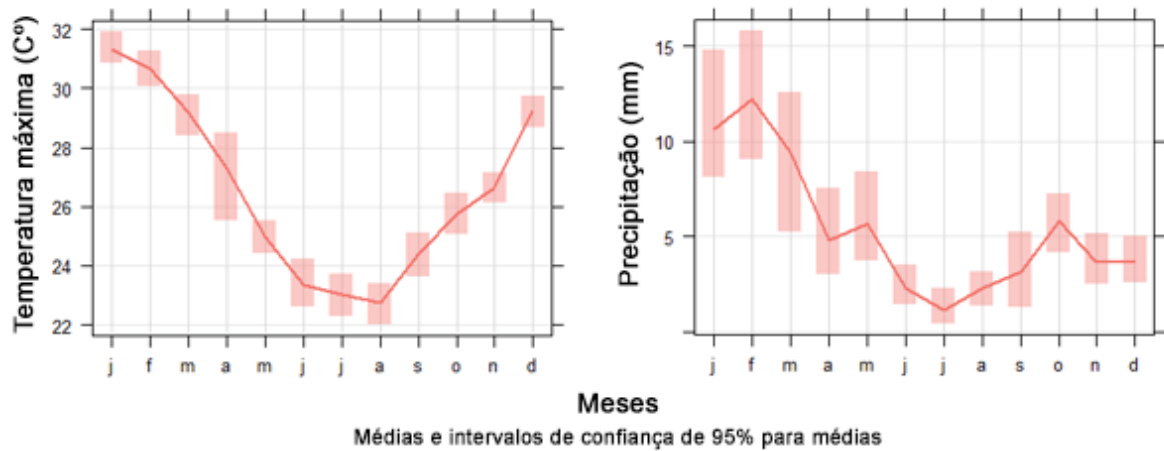 Temperatura máxima (Cº)
32
30
28
26
24
22
j f m a m j j a s o n d
Precipitação (mm)
15
10
5
j f m a m j j a s o n d
Meses
Médias e intervalos de confiança de 95% para médias